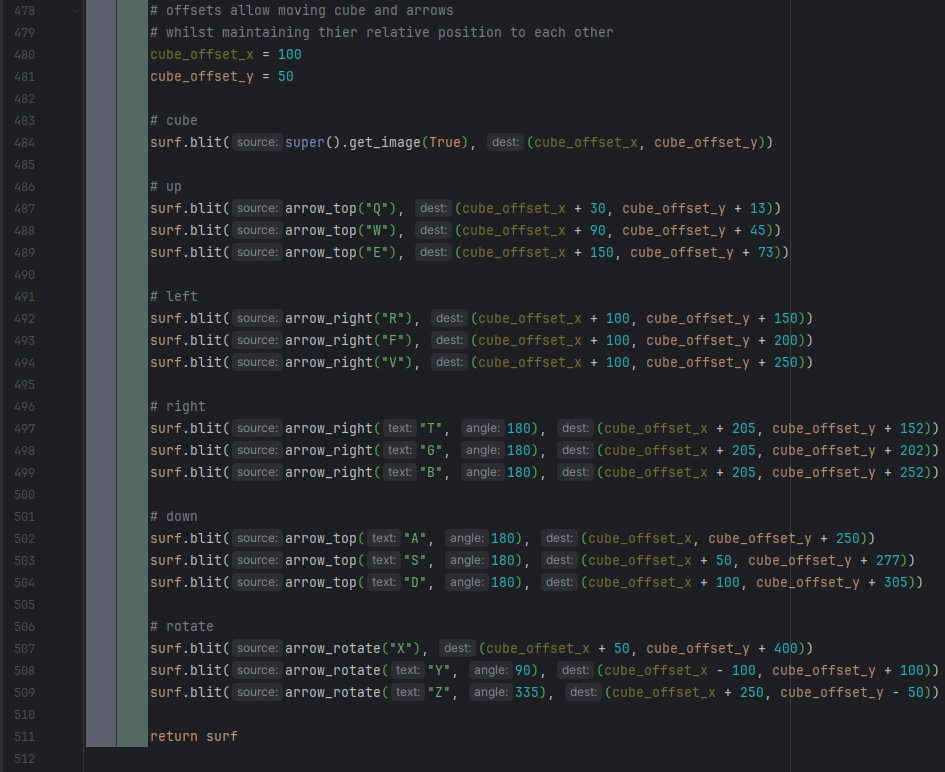 478 # offsets allow moving cube and arrows
479 # whilst maintaining thier relative position to each other
480 cube_offset_x = 100
481 cube_offset_y = 50
482
483 # cube
484 surf.blit( source: super().get_image(True), dest: (cube_offset_x, cube_offset_y))
485
486 # up
487 surf.blit( source: arrow_top("Q"), dest: (cube_offset_x + 30, cube_offset_y + 13))
488 surf.blit( source: arrow_top("W"), dest: (cube_offset_x + 90, cube_offset_y + 45))
489 surf.blit( source: arrow_top("E"), dest: (cube_offset_x + 150, cube_offset_y + 73))
490
491 # left
492 surf.blit( source: arrow_right("R"), dest: (cube_offset_x + 100, cube_offset_y + 150))
493 surf.blit( source: arrow_right("F"), dest: (cube_offset_x + 100, cube_offset_y + 200))
494 surf.blit( source: arrow_right("V"), dest: (cube_offset_x + 100, cube_offset_y + 250))
495
496 # right
497 surf.blit( source: arrow_right( text: "T", angle: 180), dest: (cube_offset_x + 205, cube_offset_y + 152))
498 surf.blit( source: arrow_right( text: "G", angle: 180), dest: (cube_offset_x + 205, cube_offset_y + 202))
499 surf.blit( source: arrow_right( text: "B", angle: 180), dest: (cube_offset_x + 205, cube_offset_y + 252))
500
501 # down
502 surf.blit( source: arrow_top( text: "A", angle: 180), dest: (cube_offset_x, cube_offset_y + 250))
503 surf.blit( source: arrow_top( text: "S", angle: 180), dest: (cube_offset_x + 50, cube_offset_y + 277))
504 surf.blit( source: arrow_top( text: "D", angle: 180), dest: (cube_offset_x + 100, cube_offset_y + 305))
505
506 # rotate
507 surf.blit( source: arrow_rotate("X"), dest: (cube_offset_x + 50, cube_offset_y + 400))
508 surf.blit( source: arrow_rotate( text: "Y", angle: 90), dest: (cube_offset_x - 100, cube_offset_y + 100))
509 surf.blit( source: arrow_rotate( text: "Z", angle: 335), dest: (cube_offset_x + 250, cube_offset_y - 50))
510
511 return surf
512